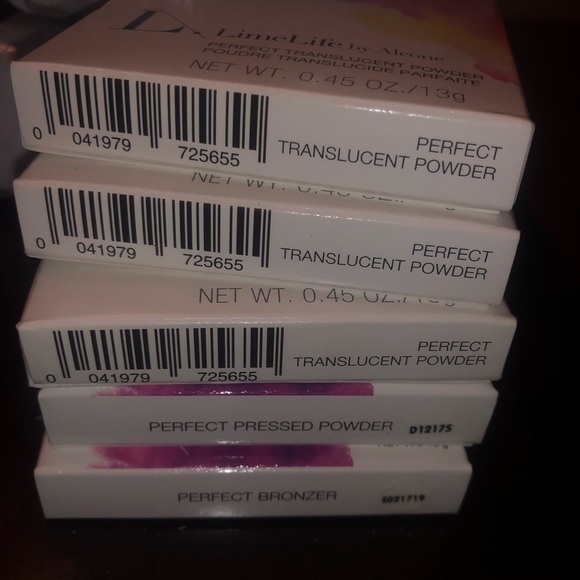 LimeLife by Alcone
PERFECT TRANSLUCENT POWDER
POUDRE TRANSLUCIDE PARFAITE
NET WT. 0.45 OZ./13g
0 041979 725655
PERFECT
TRANSLUCENT POWDER
0 041979 725655
PERFECT
TRANSLUCENT POWDER
NET WT. 0.45
0 041979 725655
PERFECT
TRANSLUCENT POWDER
PERFECT PRESSED POWDER D12175
PERFECT BRONZER E021719